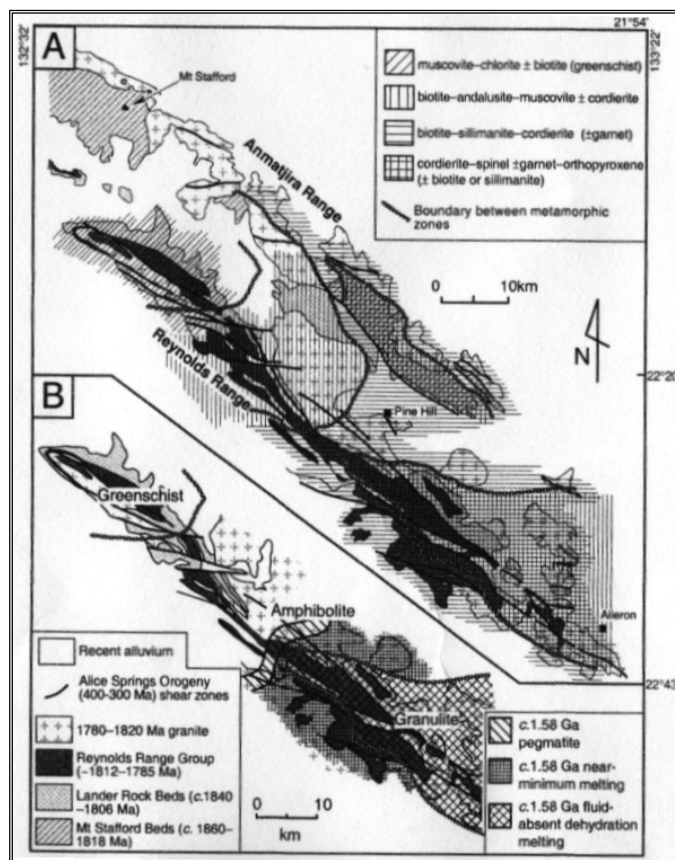 132°32'
21°54'
133°22'
A
Mt Stafford
Anmatjira Range
muscovite–chlorite ± biotite (greenschist)
biotite–andalusite–muscovite ± cordierite
biotite–sillimanite–cordierite (±garnet)
cordierite–spinel ±garnet–orthopyroxene
(± biotite or sillimanite)
Boundary between metamorphic
zones
0 10km
N
Reynolds Range
22°20'
Pine Hill
B
Greenschist
Amphibolite
Aileron
22°43'
Granulite
Recent alluvium
Alice Springs Orogeny
(400-300 Ma) shear zones
1780–1820 Ma granite
Reynolds Range Group
(~1812–1785 Ma)
Lander Rock Beds (c.1840
–1806 Ma)
Mt Stafford Beds (c. 1860–
1818 Ma)
0 10
km
c.1.58 Ga
pegmatite
c.1.58 Ga near-
minimum melting
c.1.58 Ga fluid-
absent dehydration
melting